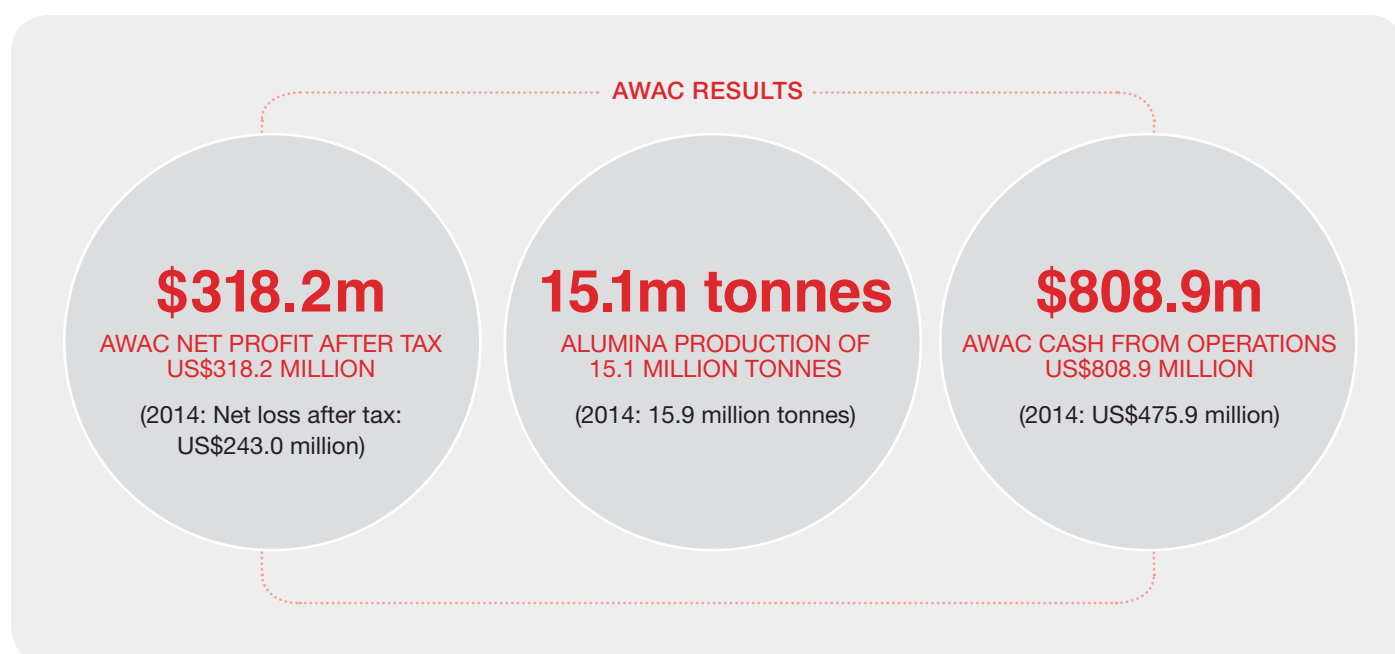 AWAC RESULTS
$318.2m
AWAC NET PROFIT AFTER TAX
US$318.2 MILLION
(2014: Net loss after tax:
US$243.0 million)
15.1m tonnes
ALUMINA PRODUCTION OF
15.1 MILLION TONNES
(2014: 15.9 million tonnes)
$808.9m
AWAC CASH FROM OPERATIONS
US$808.9 MILLION
(2014: US$475.9 million)